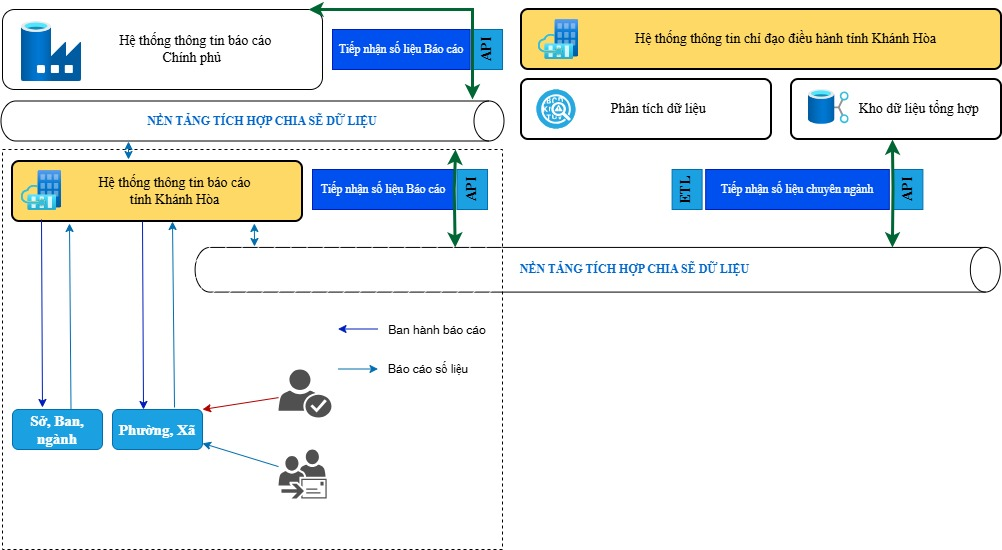 Hệ thống thông tin báo cáo
Chính phủ
Tiếp nhận số liệu Báo cáo
API
Hệ thống thông tin chỉ đạo điều hành tỉnh Khánh Hòa
Phân tích dữ liệu
Kho dữ liệu tổng hợp
NỀN TẢNG TÍCH HỢP CHIA SẼ DỮ LIỆU
Hệ thống thông tin báo cáo
tỉnh Khánh Hòa
Tiếp nhận số liệu Báo cáo
API
ETL
Tiếp nhận số liệu chuyên ngành
API
NỀN TẢNG TÍCH HỢP CHIA SẼ DỮ LIỆU
Ban hành báo cáo
Báo cáo số liệu
Sở, Ban,
ngành
Phường, Xã